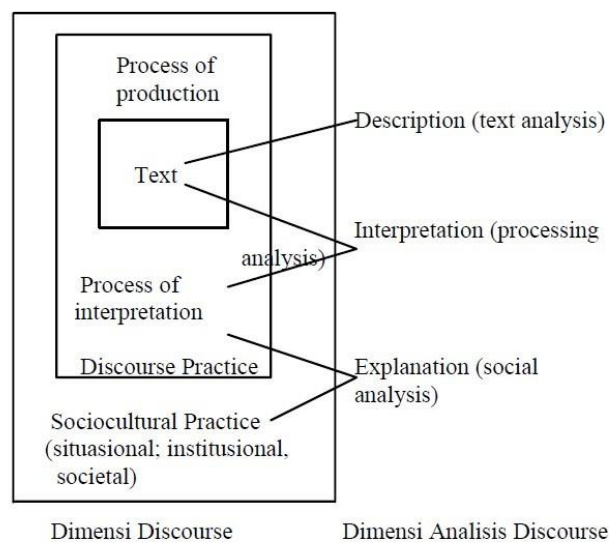 Process of
production
Text
Description (text analysis)
Interpretation (processing
analysis)
Process of
interpretation
Discourse Practice
Explanation (social
analysis)
Sociocultural Practice
(situasional; institusional,
societal)
Dimensi Discourse
Dimensi Analisis Discourse